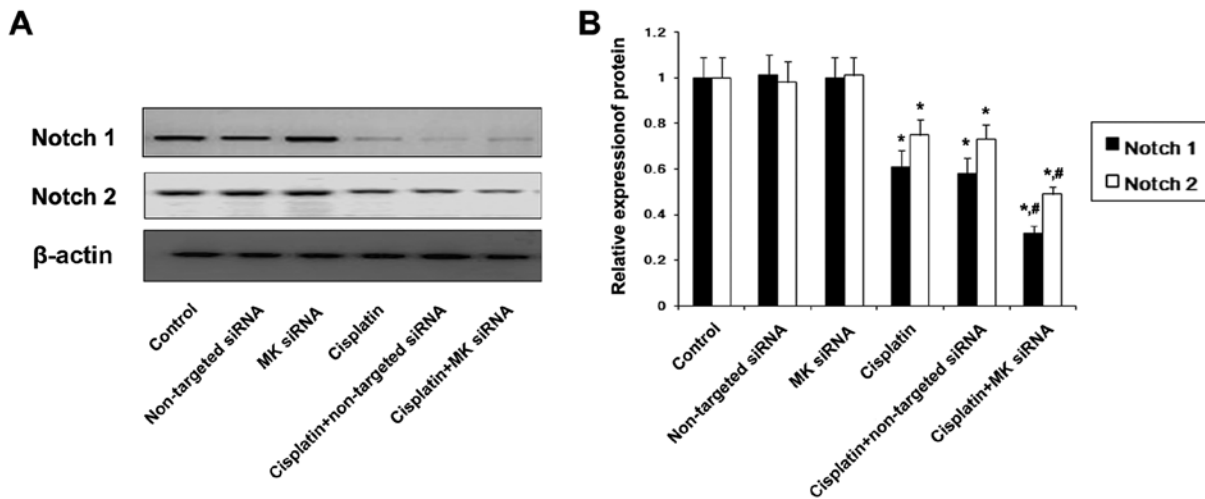 A
Notch 1
Notch 2
β-actin
Control
Non-targeted siRNA
MK siRNA
Cisplatin
Cisplatin+non-targeted siRNA
Cisplatin+MK siRNA
B
Relative expressionof protein
1.2
1
0.8
0.6
0.4
0.2
0
*
*
*
*
*,#
*,#
Control
Non-targeted siRNA
MK siRNA
Cisplatin
Cisplatin+non-targeted siRNA
Cisplatin+MK siRNA
Notch 1
Notch 2